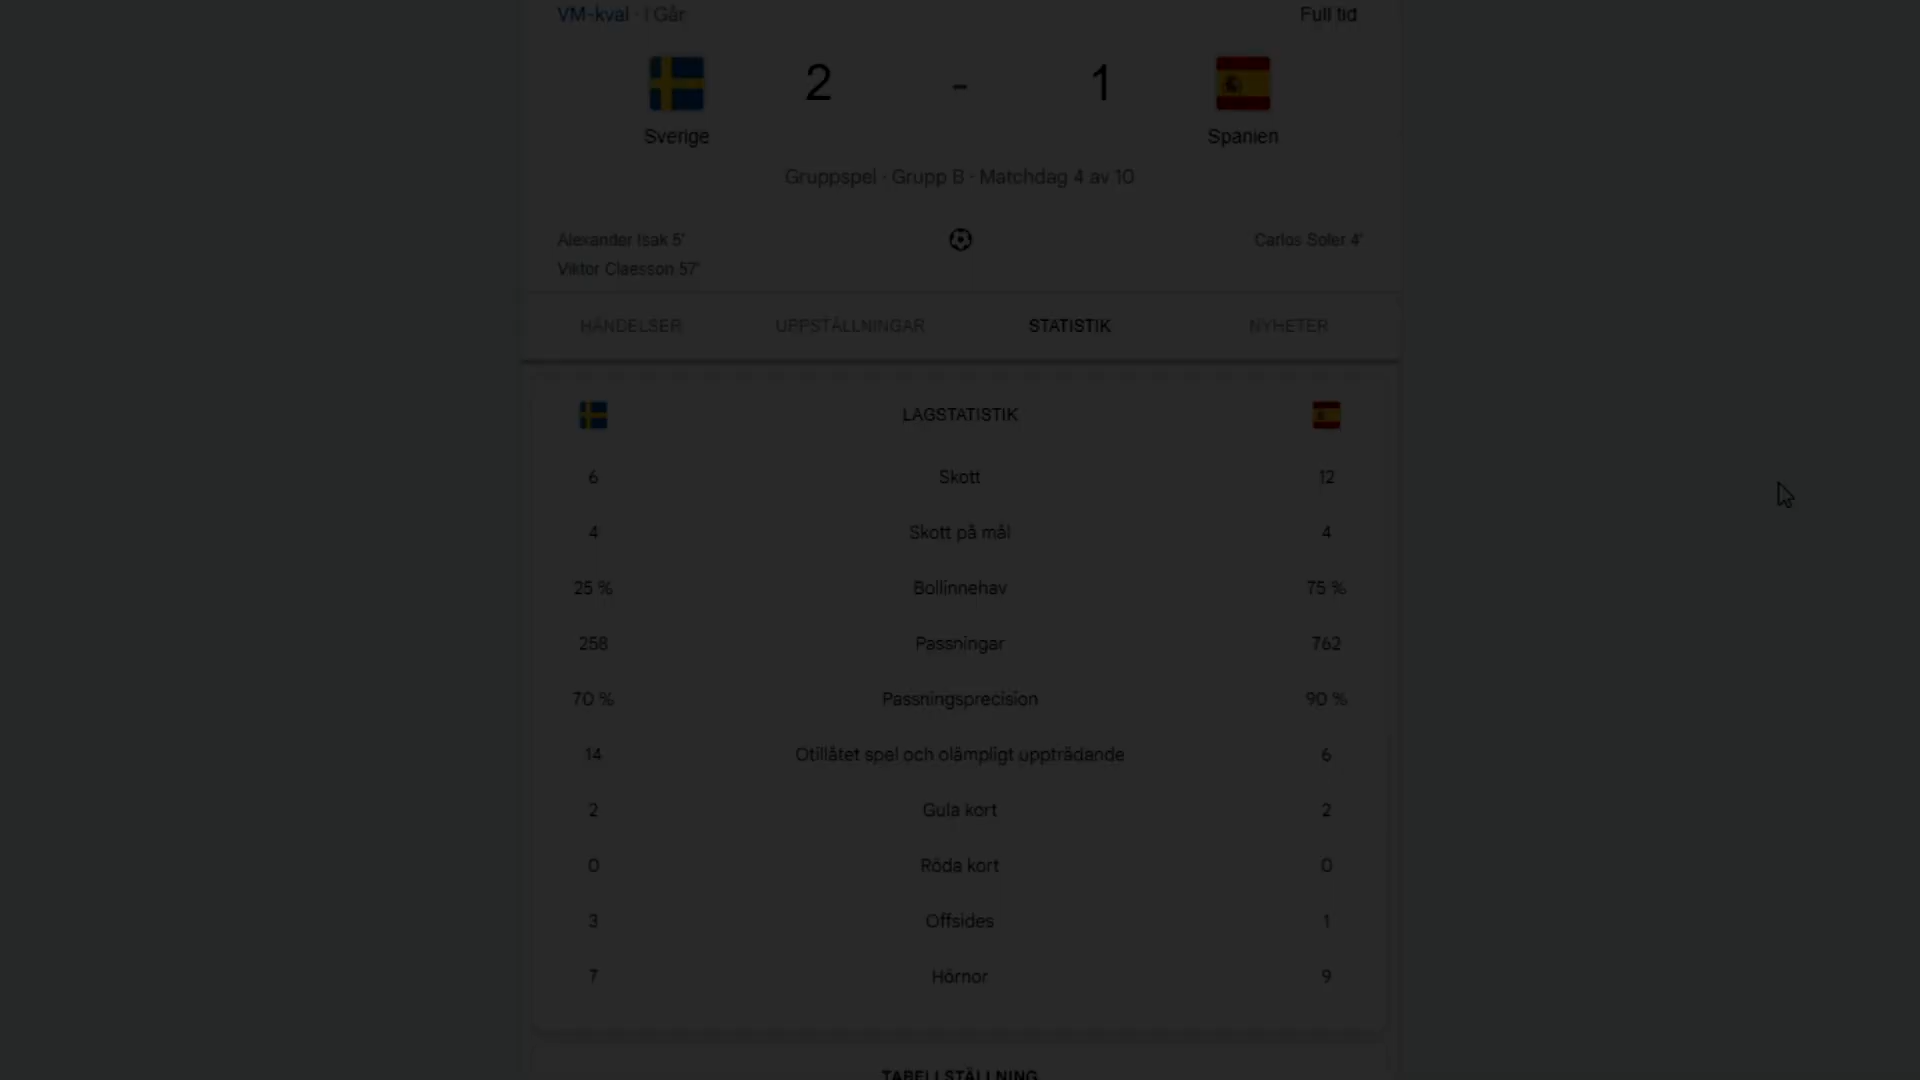 VM-kval · I Går Full tid
2 - 1
Sverige Spanien
Gruppspel · Grupp B · Matchdag 4 av 10
Alexander Isak 5' Carlos Soler 4'
Viktor Claesson 57'
HÄNDELSER UPPSTÄLLNINGAR STATISTIK NYHETER
LAGSTATISTIK
6 Skott 12
4 Skott på mål 4
25 % Bollinnehav 75 %
258 Passningar 762
70 % Passningsprecision 90 %
14 Otillåtet spel och olämpligt uppträdande 6
2 Gula kort 2
0 Röda kort 0
3 Offsides 1
7 Hörnor 9
TABELLSTÄLLNING